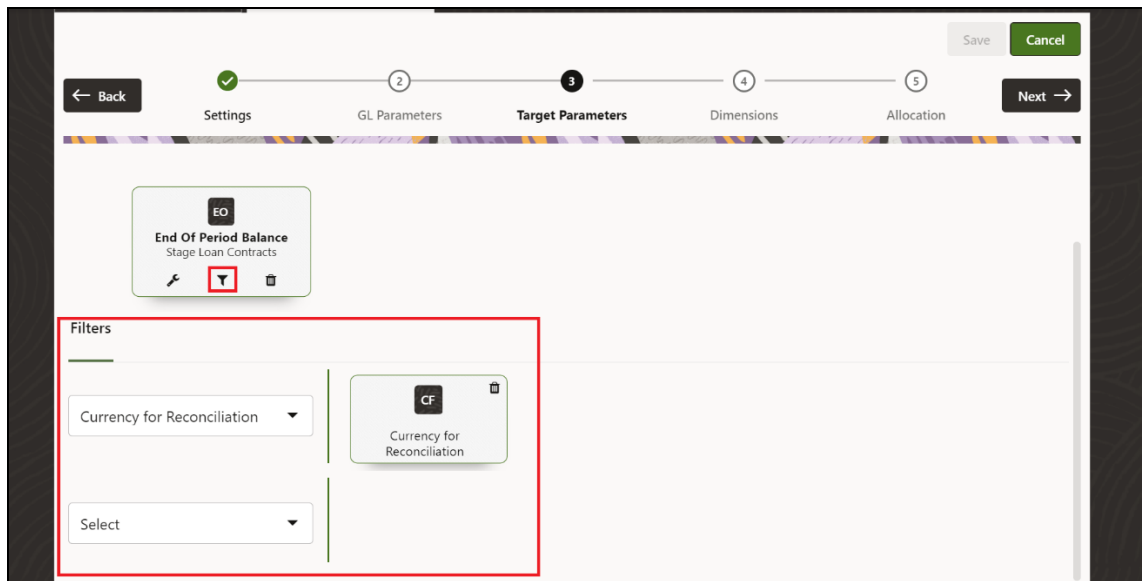 Save
Cancel
← Back
2
3
4
5
Next →
Settings
GL Parameters
Target Parameters
Dimensions
Allocation
EO
End Of Period Balance
Stage Loan Contracts
Filters
Currency for Reconciliation
CF
Currency for
Reconciliation
Select